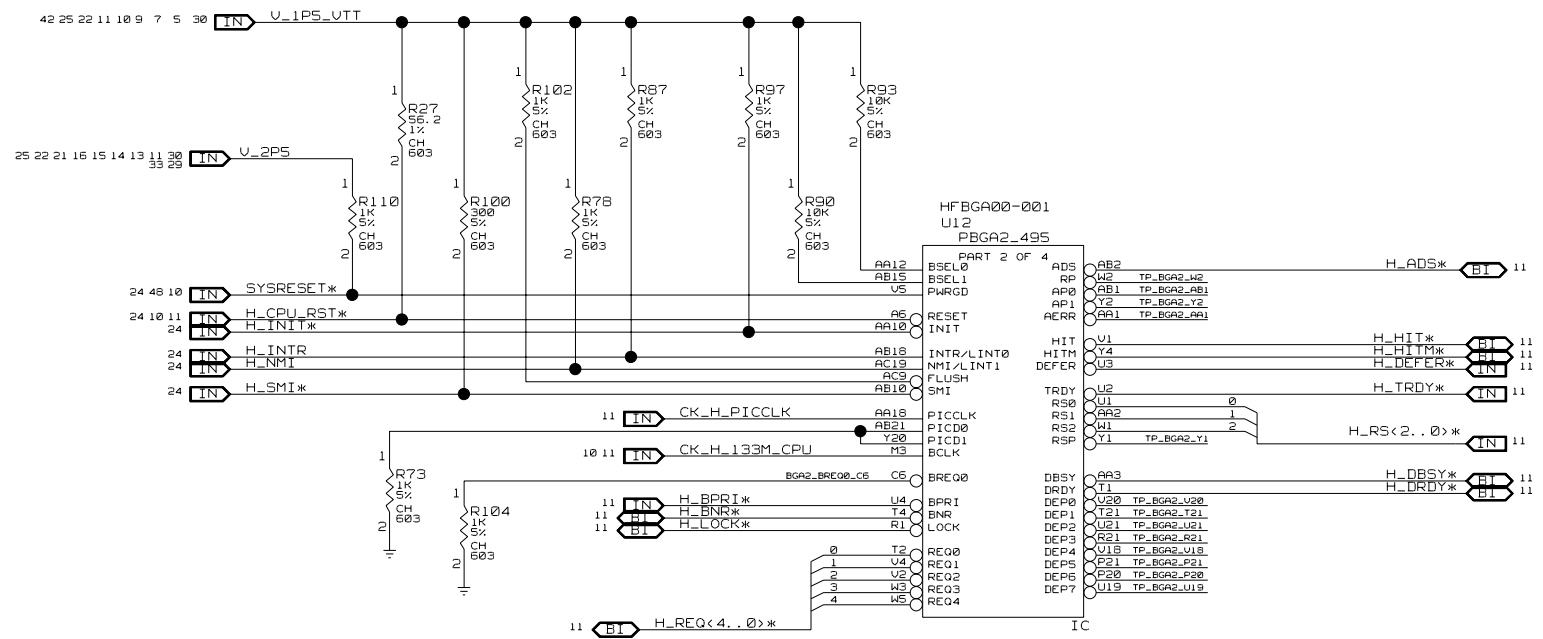 42 25 22 11 10 9 7 5 30 IN V_1P5_VTT
1 R27 56.2 1% CH 603 2
1 R102 1K 5% CH 603 2
1 R87 1K 5% CH 603 2
1 R97 1K 5% CH 603 2
1 R93 10K 5% CH 603 2
25 22 21 16 15 14 13 11 30
33 29
IN V_2P5
1 R110 1K 5% CH 603 2
1 R100 300 5% CH 603 2
1 R78 1K 5% CH 603 2
1 R90 10K 5% CH 603 2
HFBGA00-001
U12
PBGA2_495
PART 2 OF 4
AA12 BSEL0
AB15 BSEL1
24 48 10 IN SYSRESET* V5 PWRGD
24 10 11 IN H_CPU_RST* A6 RESET
24 IN H_INIT* AA10 INIT
24 IN H_INTR AB18 INTR/LINT0
24 IN H_NMI AC19 NMI/LINT1
AC9 FLUSH
24 IN H_SMI* AB10 SMI
11 IN CK_H_PICCLK AA18 PICCLK
AB21 PICD0
Y20 PICD1
10 11 IN CK_H_133M_CPU M3 BCLK
1 R73 1K 5% CH 603 2
BGA2_BREQ0_C6 C6 BREQ0
1 R104 1K 5% CH 603 2
11 IN H_BPRI* U4 BPRI
11 BI H_BNR* T4 BNR
11 BI H_LOCK* R1 LOCK
0 T2 REQ0
1 V4 REQ1
2 V2 REQ2
3 W3 REQ3
4 W5 REQ4
11 BI H_REQ<4..0>*
ADS AB2 H_ADS* BI 11
RP W2 TP_BGA2_W2
AP0 AB1 TP_BGA2_AB1
AP1 Y2 TP_BGA2_Y2
AERR AA1 TP_BGA2_AA1
HIT V1 H_HIT* BI 11
HITM Y4 H_HITM* BI 11
DEFER U3 H_DEFER* IN 11
TRDY U2 H_TRDY* IN 11
RS0 U1 0
RS1 AA2 1
RS2 W1 2
H_RS<2..0>* IN 11
RSP Y1 TP_BGA2_Y1
DBSY AA3 H_DBSY* BI 11
DRDY T1 H_DRDY* BI 11
DEP0 V20 TP_BGA2_V20
DEP1 T21 TP_BGA2_T21
DEP2 U21 TP_BGA2_U21
DEP3 R21 TP_BGA2_R21
DEP4 V18 TP_BGA2_V18
DEP5 P21 TP_BGA2_P21
DEP6 P20 TP_BGA2_P20
DEP7 U19 TP_BGA2_U19
IC